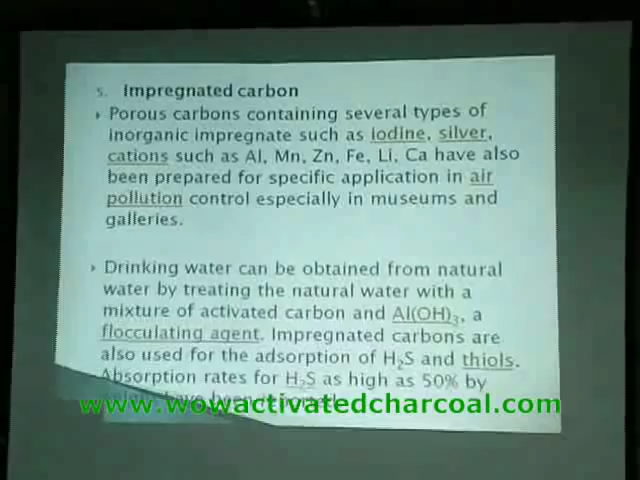 5. Impregnated carbon
Porous carbons containing several types of
inorganic impregnate such as iodine, silver,
cations such as Al, Mn, Zn, Fe, Li, Ca have also
been prepared for specific application in air
pollution control especially in museums and
galleries.
Drinking water can be obtained from natural
water by treating the natural water with a
mixture of activated carbon and Al(OH)₃, a
flocculating agent. Impregnated carbons are
also used for the adsorption of H₂S and thiols.
Absorption rates for H₂S as high as 50% by
have been reported
www.wowactivatedcharcoal.com